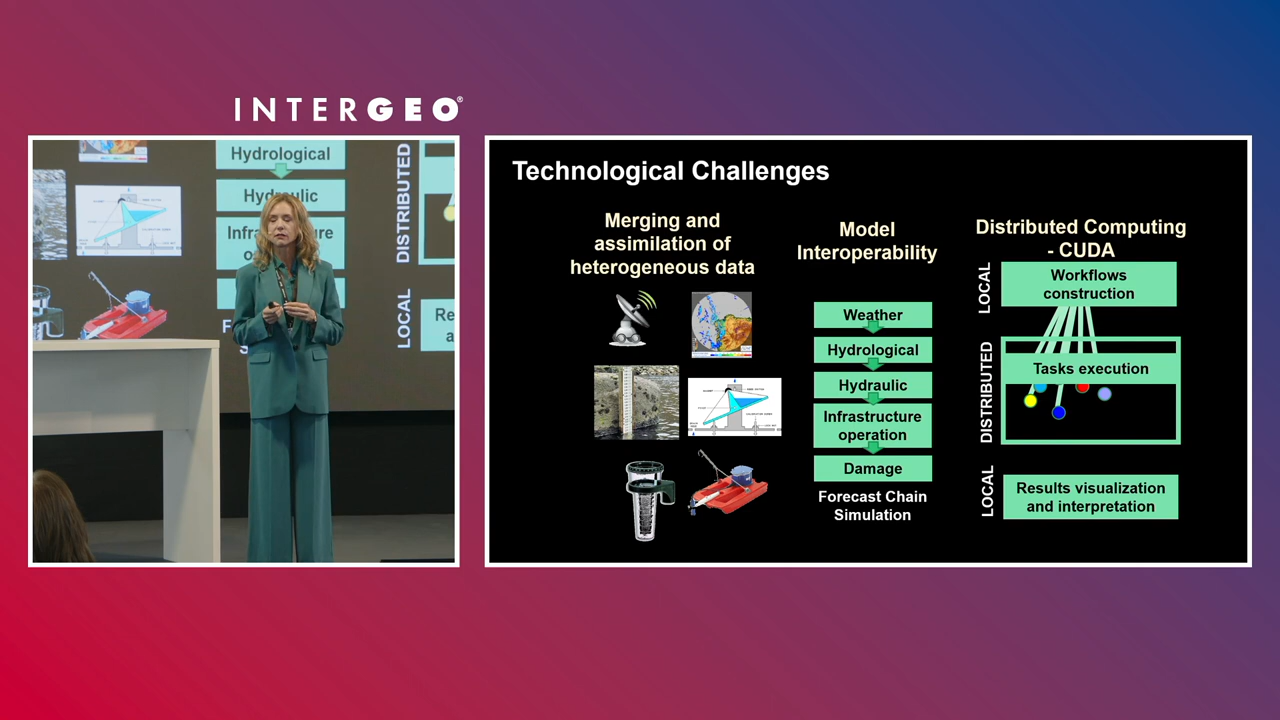 INTERGEO®
Hydrological
Hydraulic
DISTRIBUTED
LOCAL
Re
Technological Challenges
Merging and
assimilation of
heterogeneous data
Model
Interoperability
Weather
Hydrological
Hydraulic
Infrastructure
operation
Damage
Forecast Chain
Simulation
Distributed Computing
- CUDA
LOCAL
Workflows
construction
DISTRIBUTED
Tasks execution
LOCAL
Results visualization
and interpretation